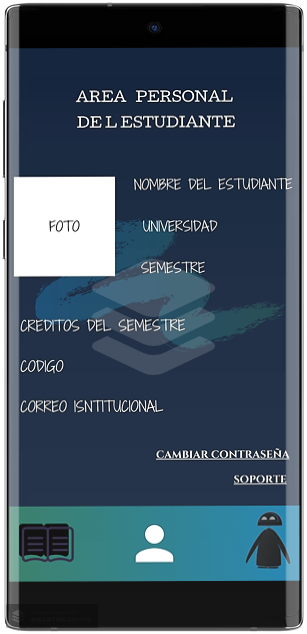 AREA PERSONAL
DE L ESTUDIANTE
NOMBRE DEL ESTUDIANTE
FOTO
UNIVERSIDAD
SEMESTRE
CREDITOS DEL SEMESTRE
CODIGO
CORREO ISNTITUCIONAL
CAMBIAR CONTRASEÑA
SOPORTE